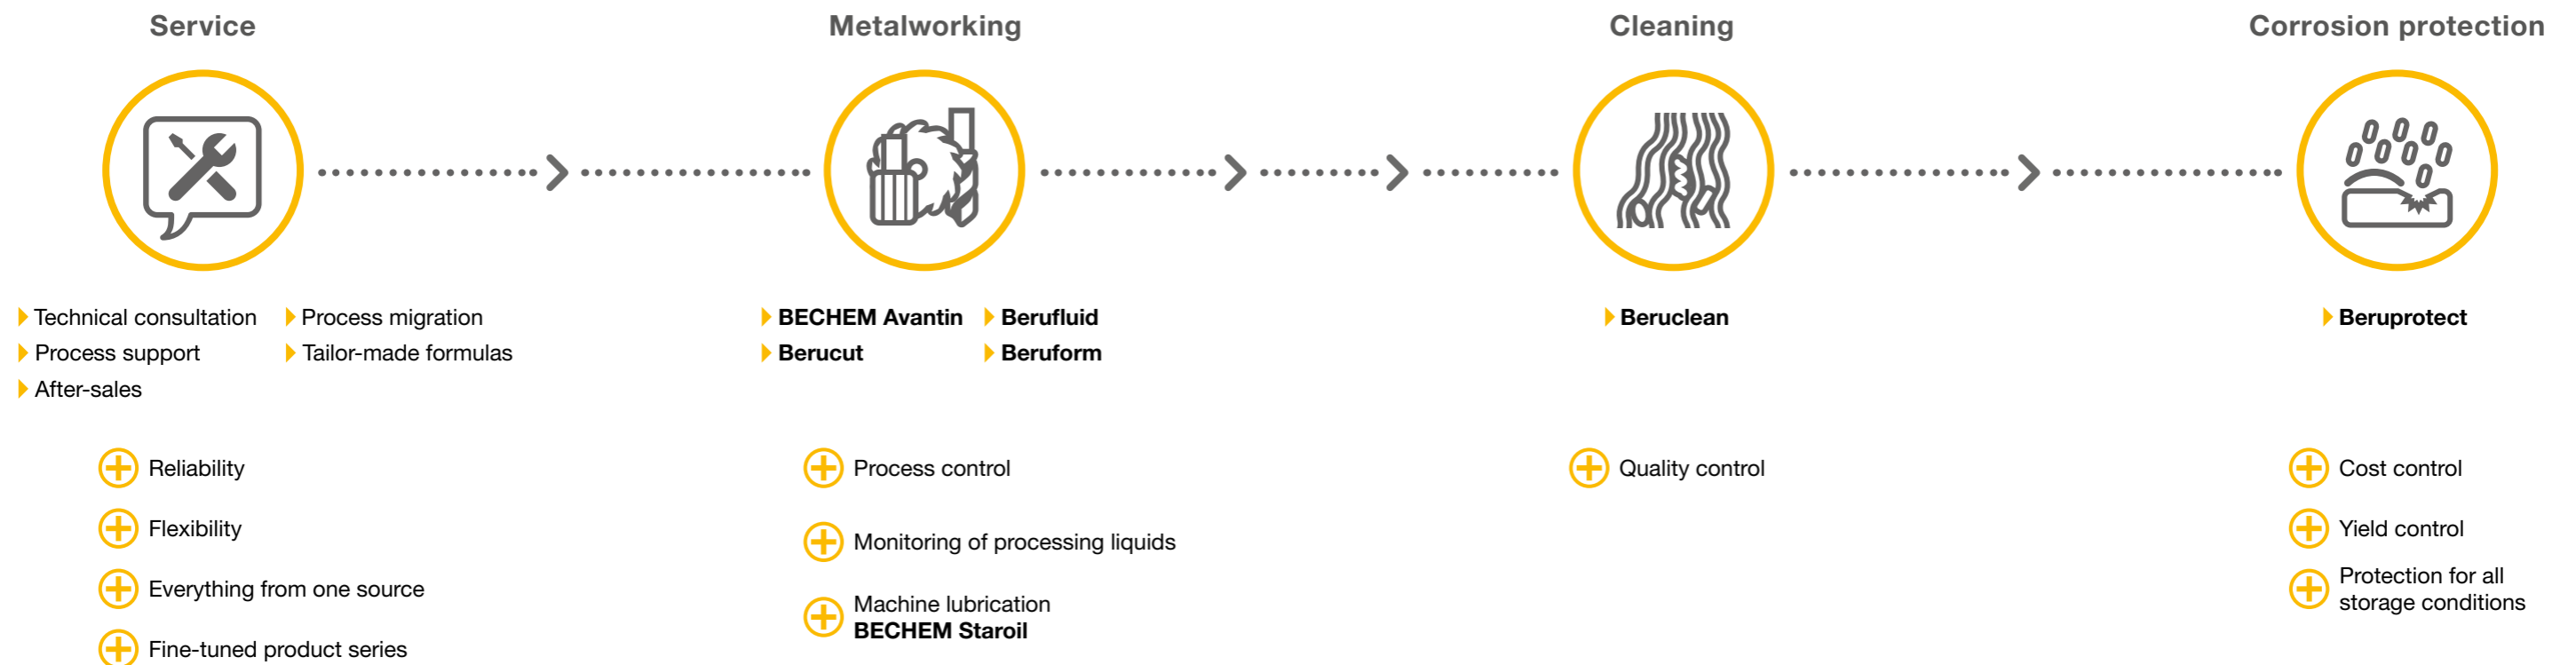 Service
Technical consultation
Process support
After-sales
Process migration
Tailor-made formulas
Reliability
Flexibility
Everything from one source
Fine-tuned product series
Metalworking
BECHEM Avantin
Berucut
Berufluid
Beruform
Process control
Monitoring of processing liquids
Machine lubrication
BECHEM Staroil
Cleaning
Beruclean
Quality control
Corrosion protection
Beruprotect
Cost control
Yield control
Protection for all
storage conditions